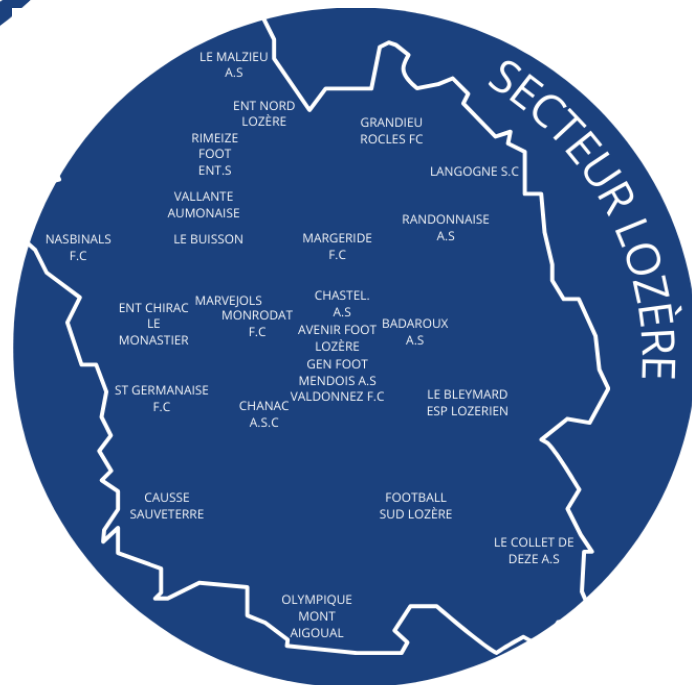 SECTEUR LOZÈRE
LE MALZIEU
A.S
ENT NORD
LOZÈRE
GRANDIEU
ROCLES FC
RIMEIZE
FOOT
ENT.S
LANGOGNE S.C
VALLANTE
AUMONAISE
RANDONNAISE
A.S
NASBINALS
F.C
LE BUISSON
MARGERIDE
F.C
ENT CHIRAC
LE
MONASTIER
MARVEJOLS
MONRODAT
F.C
CHASTEL.
A.S
AVENIR FOOT
LOZÈRE
BADAROUX
A.S
GEN FOOT
MENDOIS A.S
VALDONNEZ F.C
ST GERMANAISE
F.C
CHANAC
A.S.C
LE BLEYMARD
ESP LOZERIEN
CAUSSE
SAUVETERRE
FOOTBALL
SUD LOZÈRE
LE COLLET DE
DEZE A.S
OLYMPIQUE
MONT
AIGOUAL